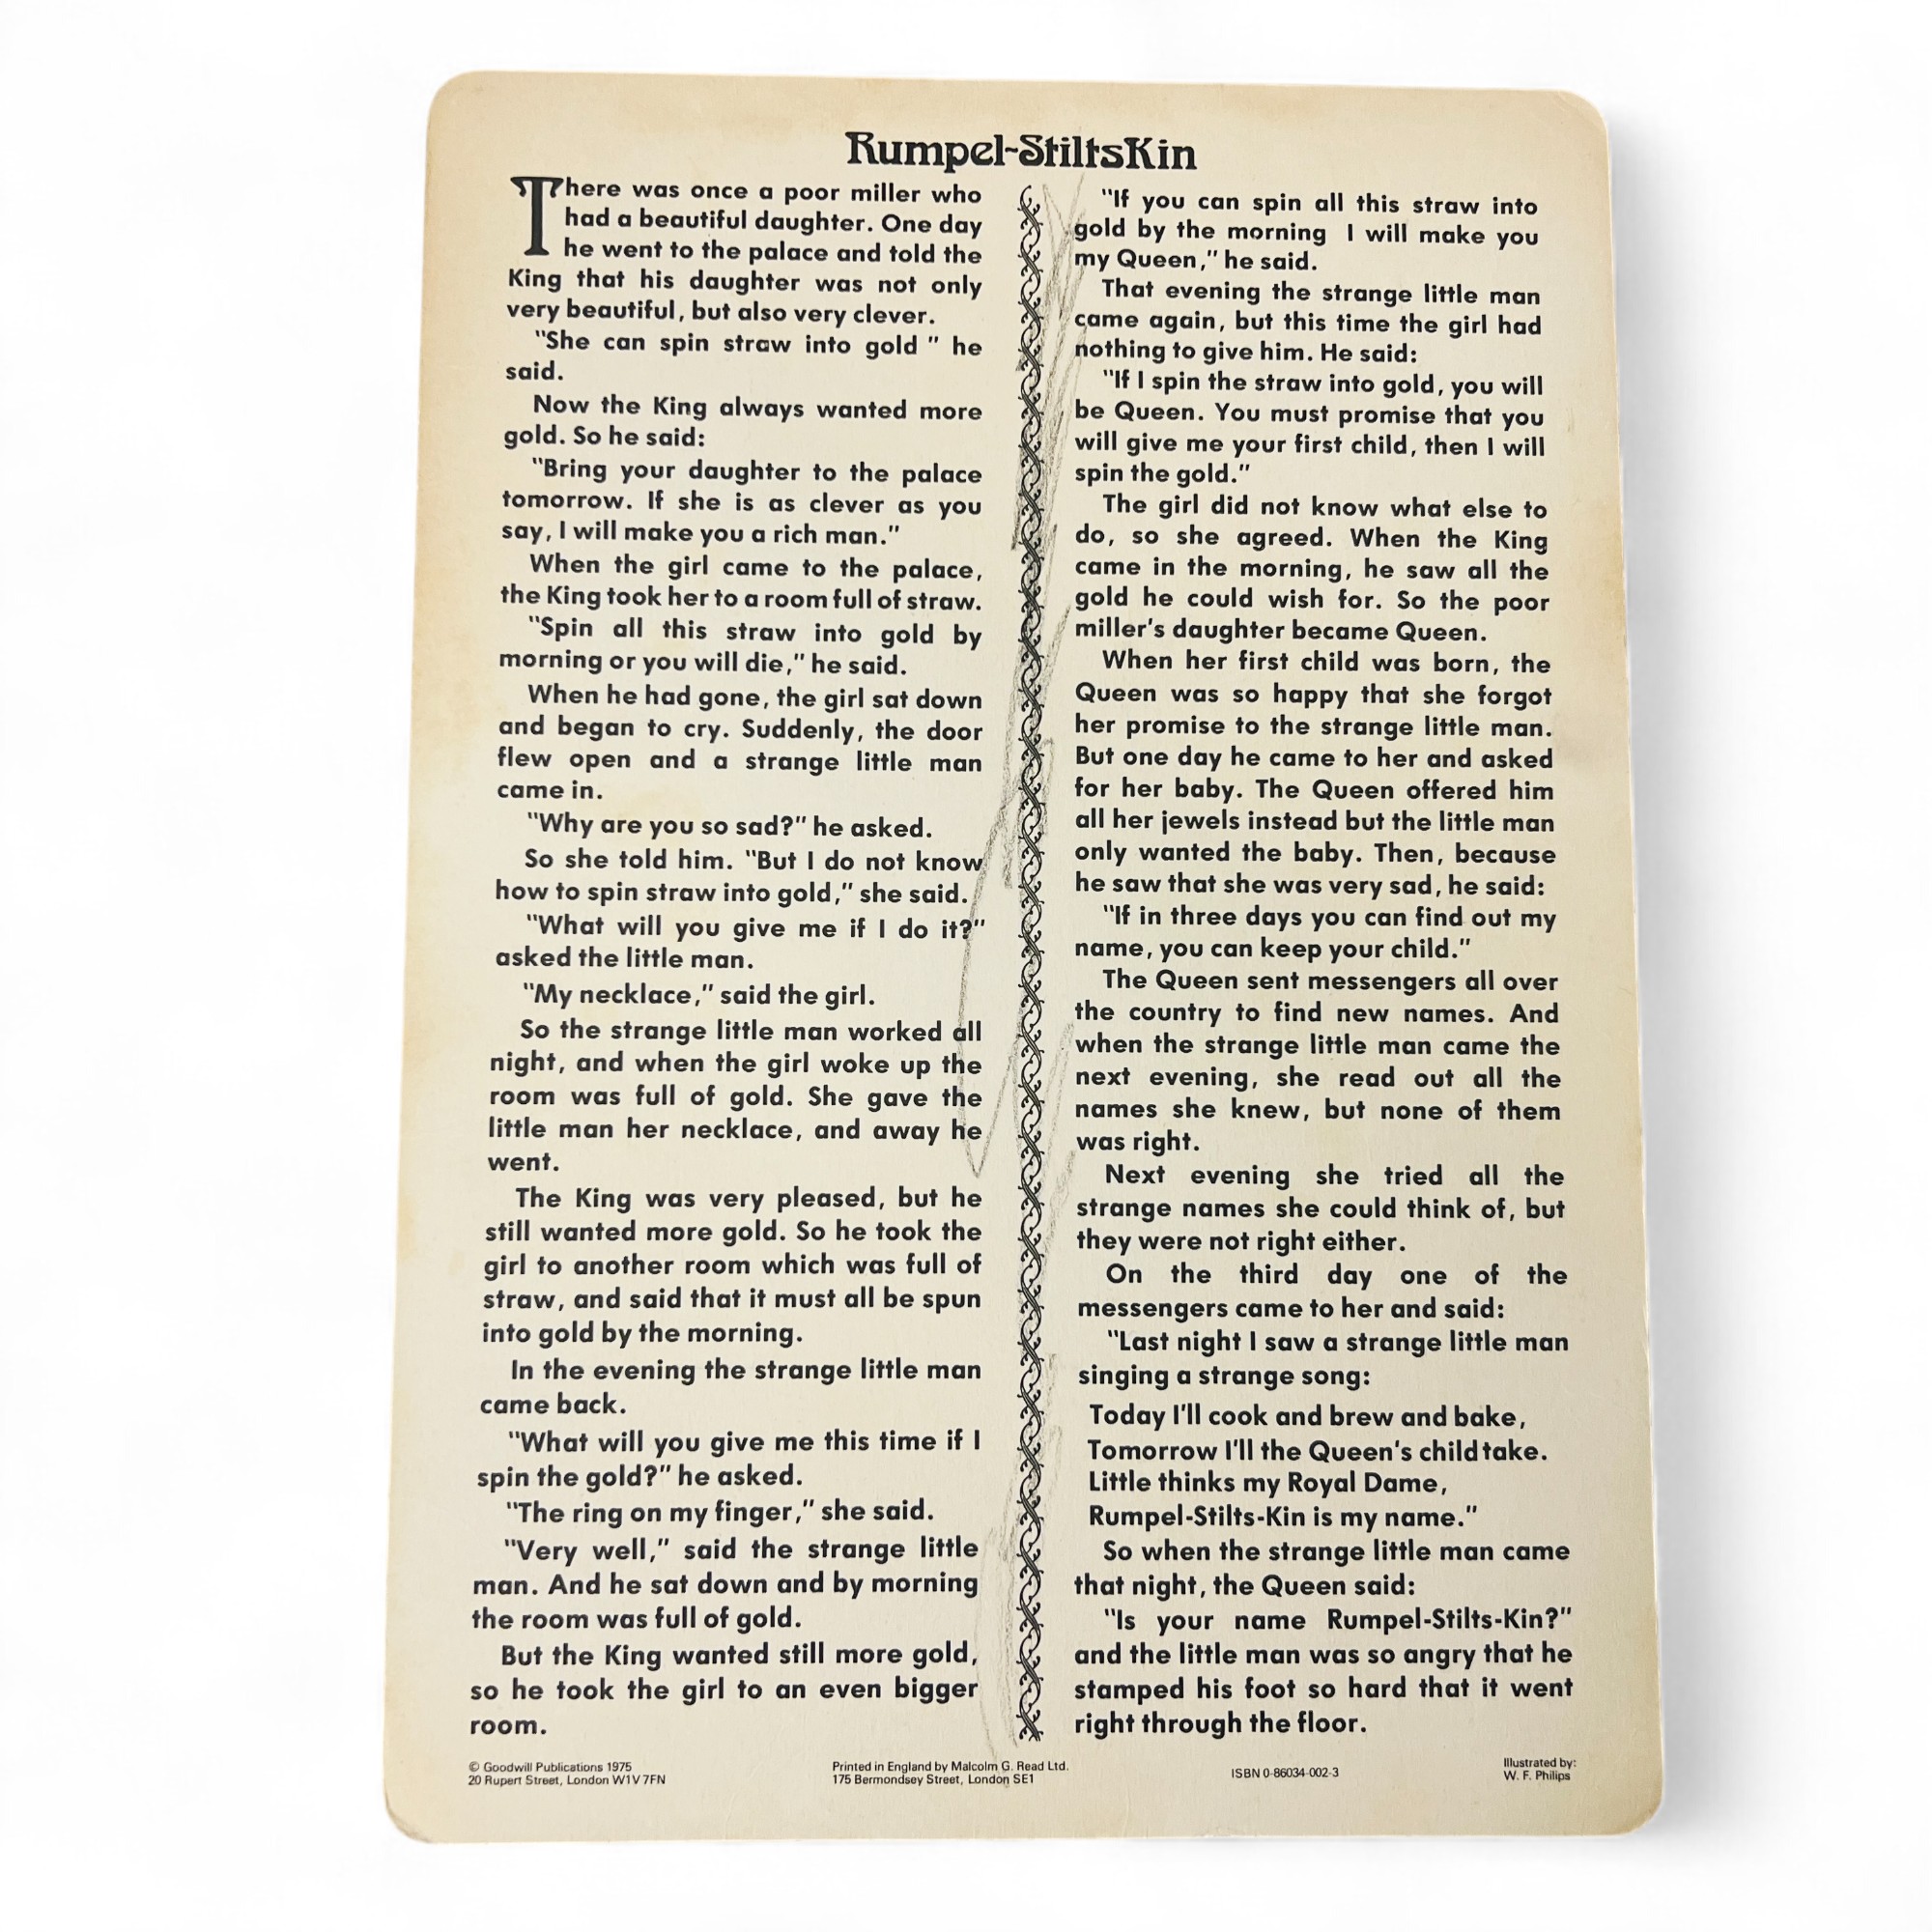 Rumpel-StiltsKin
There was once a poor miller who
had a beautiful daughter. One day
he went to the palace and told the
King that his daughter was not only
very beautiful, but also very clever.
"She can spin straw into gold " he
said.
Now the King always wanted more
gold. So he said:
"Bring your daughter to the palace
tomorrow. If she is as clever as you
say, I will make you a rich man."
When the girl came to the palace,
the King took her to a room full of straw.
"Spin all this straw into gold by
morning or you will die," he said.
When he had gone, the girl sat down
and began to cry. Suddenly, the door
flew open and a strange little man
came in.
"Why are you so sad?" he asked.
So she told him. "But I do not know
how to spin straw into gold," she said.
"What will you give me if I do it?"
asked the little man.
"My necklace," said the girl.
So the strange little man worked all
night, and when the girl woke up the
room was full of gold. She gave the
little man her necklace, and away he
went.
The King was very pleased, but he
still wanted more gold. So he took the
girl to another room which was full of
straw, and said that it must all be spun
into gold by the morning.
In the evening the strange little man
came back.
"What will you give me this time if I
spin the gold?" he asked.
"The ring on my finger," she said.
"Very well," said the strange little
man. And he sat down and by morning
the room was full of gold.
But the King wanted still more gold,
so he took the girl to an even bigger
room.
"If you can spin all this straw into
gold by the morning I will make you
my Queen," he said.
That evening the strange little man
came again, but this time the girl had
nothing to give him. He said:
"If I spin the straw into gold, you will
be Queen. You must promise that you
will give me your first child, then I will
spin the gold."
The girl did not know what else to
do, so she agreed. When the King
came in the morning, he saw all the
gold he could wish for. So the poor
miller's daughter became Queen.
When her first child was born, the
Queen was so happy that she forgot
her promise to the strange little man.
But one day he came to her and asked
for her baby. The Queen offered him
all her jewels instead but the little man
only wanted the baby. Then, because
he saw that she was very sad, he said:
"If in three days you can find out my
name, you can keep your child."
The Queen sent messengers all over
the country to find new names. And
when the strange little man came the
next evening, she read out all the
names she knew, but none of them
was right.
Next evening she tried all the
strange names she could think of, but
they were not right either.
On the third day one of the
messengers came to her and said:
"Last night I saw a strange little man
singing a strange song:
Today I'll cook and brew and bake,
Tomorrow I'll the Queen's child take.
Little thinks my Royal Dame,
Rumpel-Stilts-Kin is my name."
So when the strange little man came
that night, the Queen said:
"Is your name Rumpel-Stilts-Kin?"
and the little man was so angry that he
stamped his foot so hard that it went
right through the floor.
© Goodwill Publications 1975
20 Rupert Street, London W1V 7FN
Printed in England by Malcolm G. Read Ltd.
175 Bermondsey Street, London SE1
ISBN 0-86034-002-3
Illustrated by:
W. F. Philips